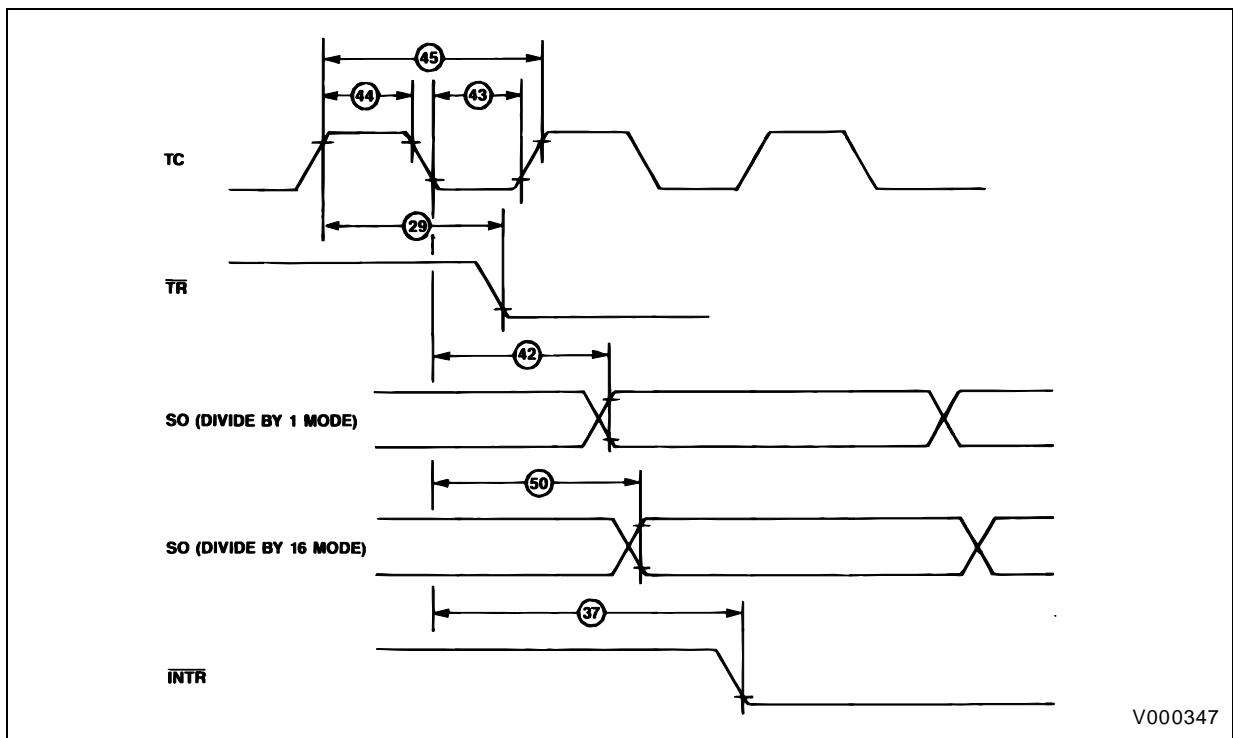 45
44
43
TC
29
TR
42
SO (DIVIDE BY 1 MODE)
50
SO (DIVIDE BY 16 MODE)
37
INTR
V000347